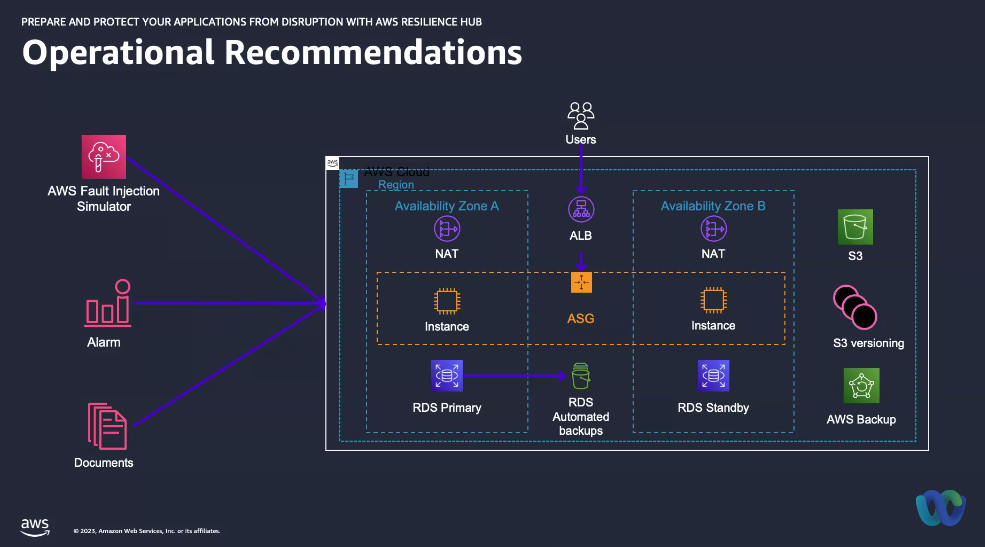 PREPARE AND PROTECT YOUR APPLICATIONS FROM DISRUPTION WITH AWS RESILIENCE HUB
Operational Recommendations
Users
AWS Fault Injection
Simulator
aws
AWS Cloud
Region
Availability Zone A
Availability Zone B
NAT
ALB
NAT
S3
Instance
ASG
Instance
Alarm
S3 versioning
RDS Primary
RDS
Automated
backups
RDS Standby
AWS Backup
Documents
aws
© 2023, Amazon Web Services, Inc. or its affiliates.